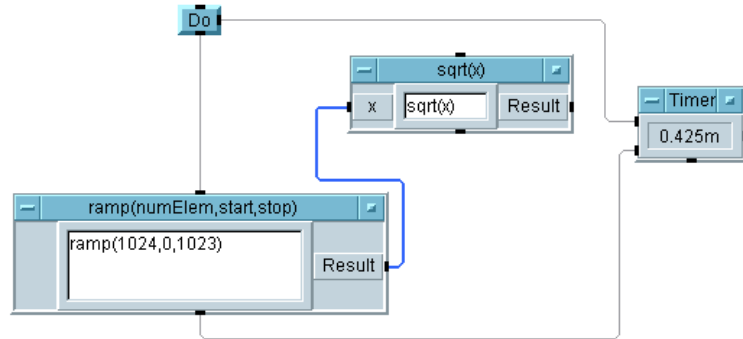 Do
sqrt(x)
x
sqrt(x)
Result
Timer
0.425m
ramp(numElem,start,stop)
ramp(1024,0,1023)
Result